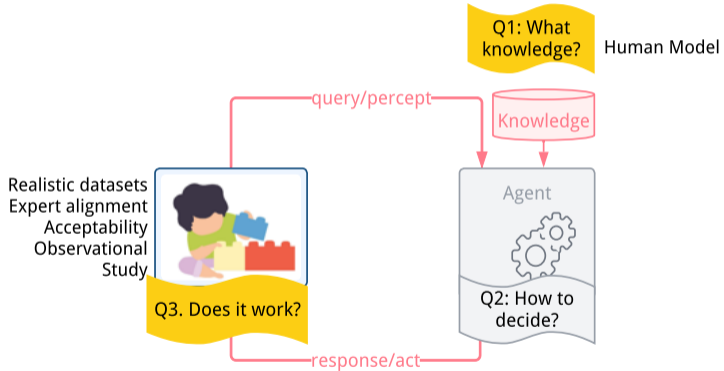 Q1: What
knowledge?
Human Model
query/percept
Knowledge
Realistic datasets
Expert alignment
Acceptability
Observational
Study
Agent
Q3. Does it work?
Q2: How to
decide?
response/act